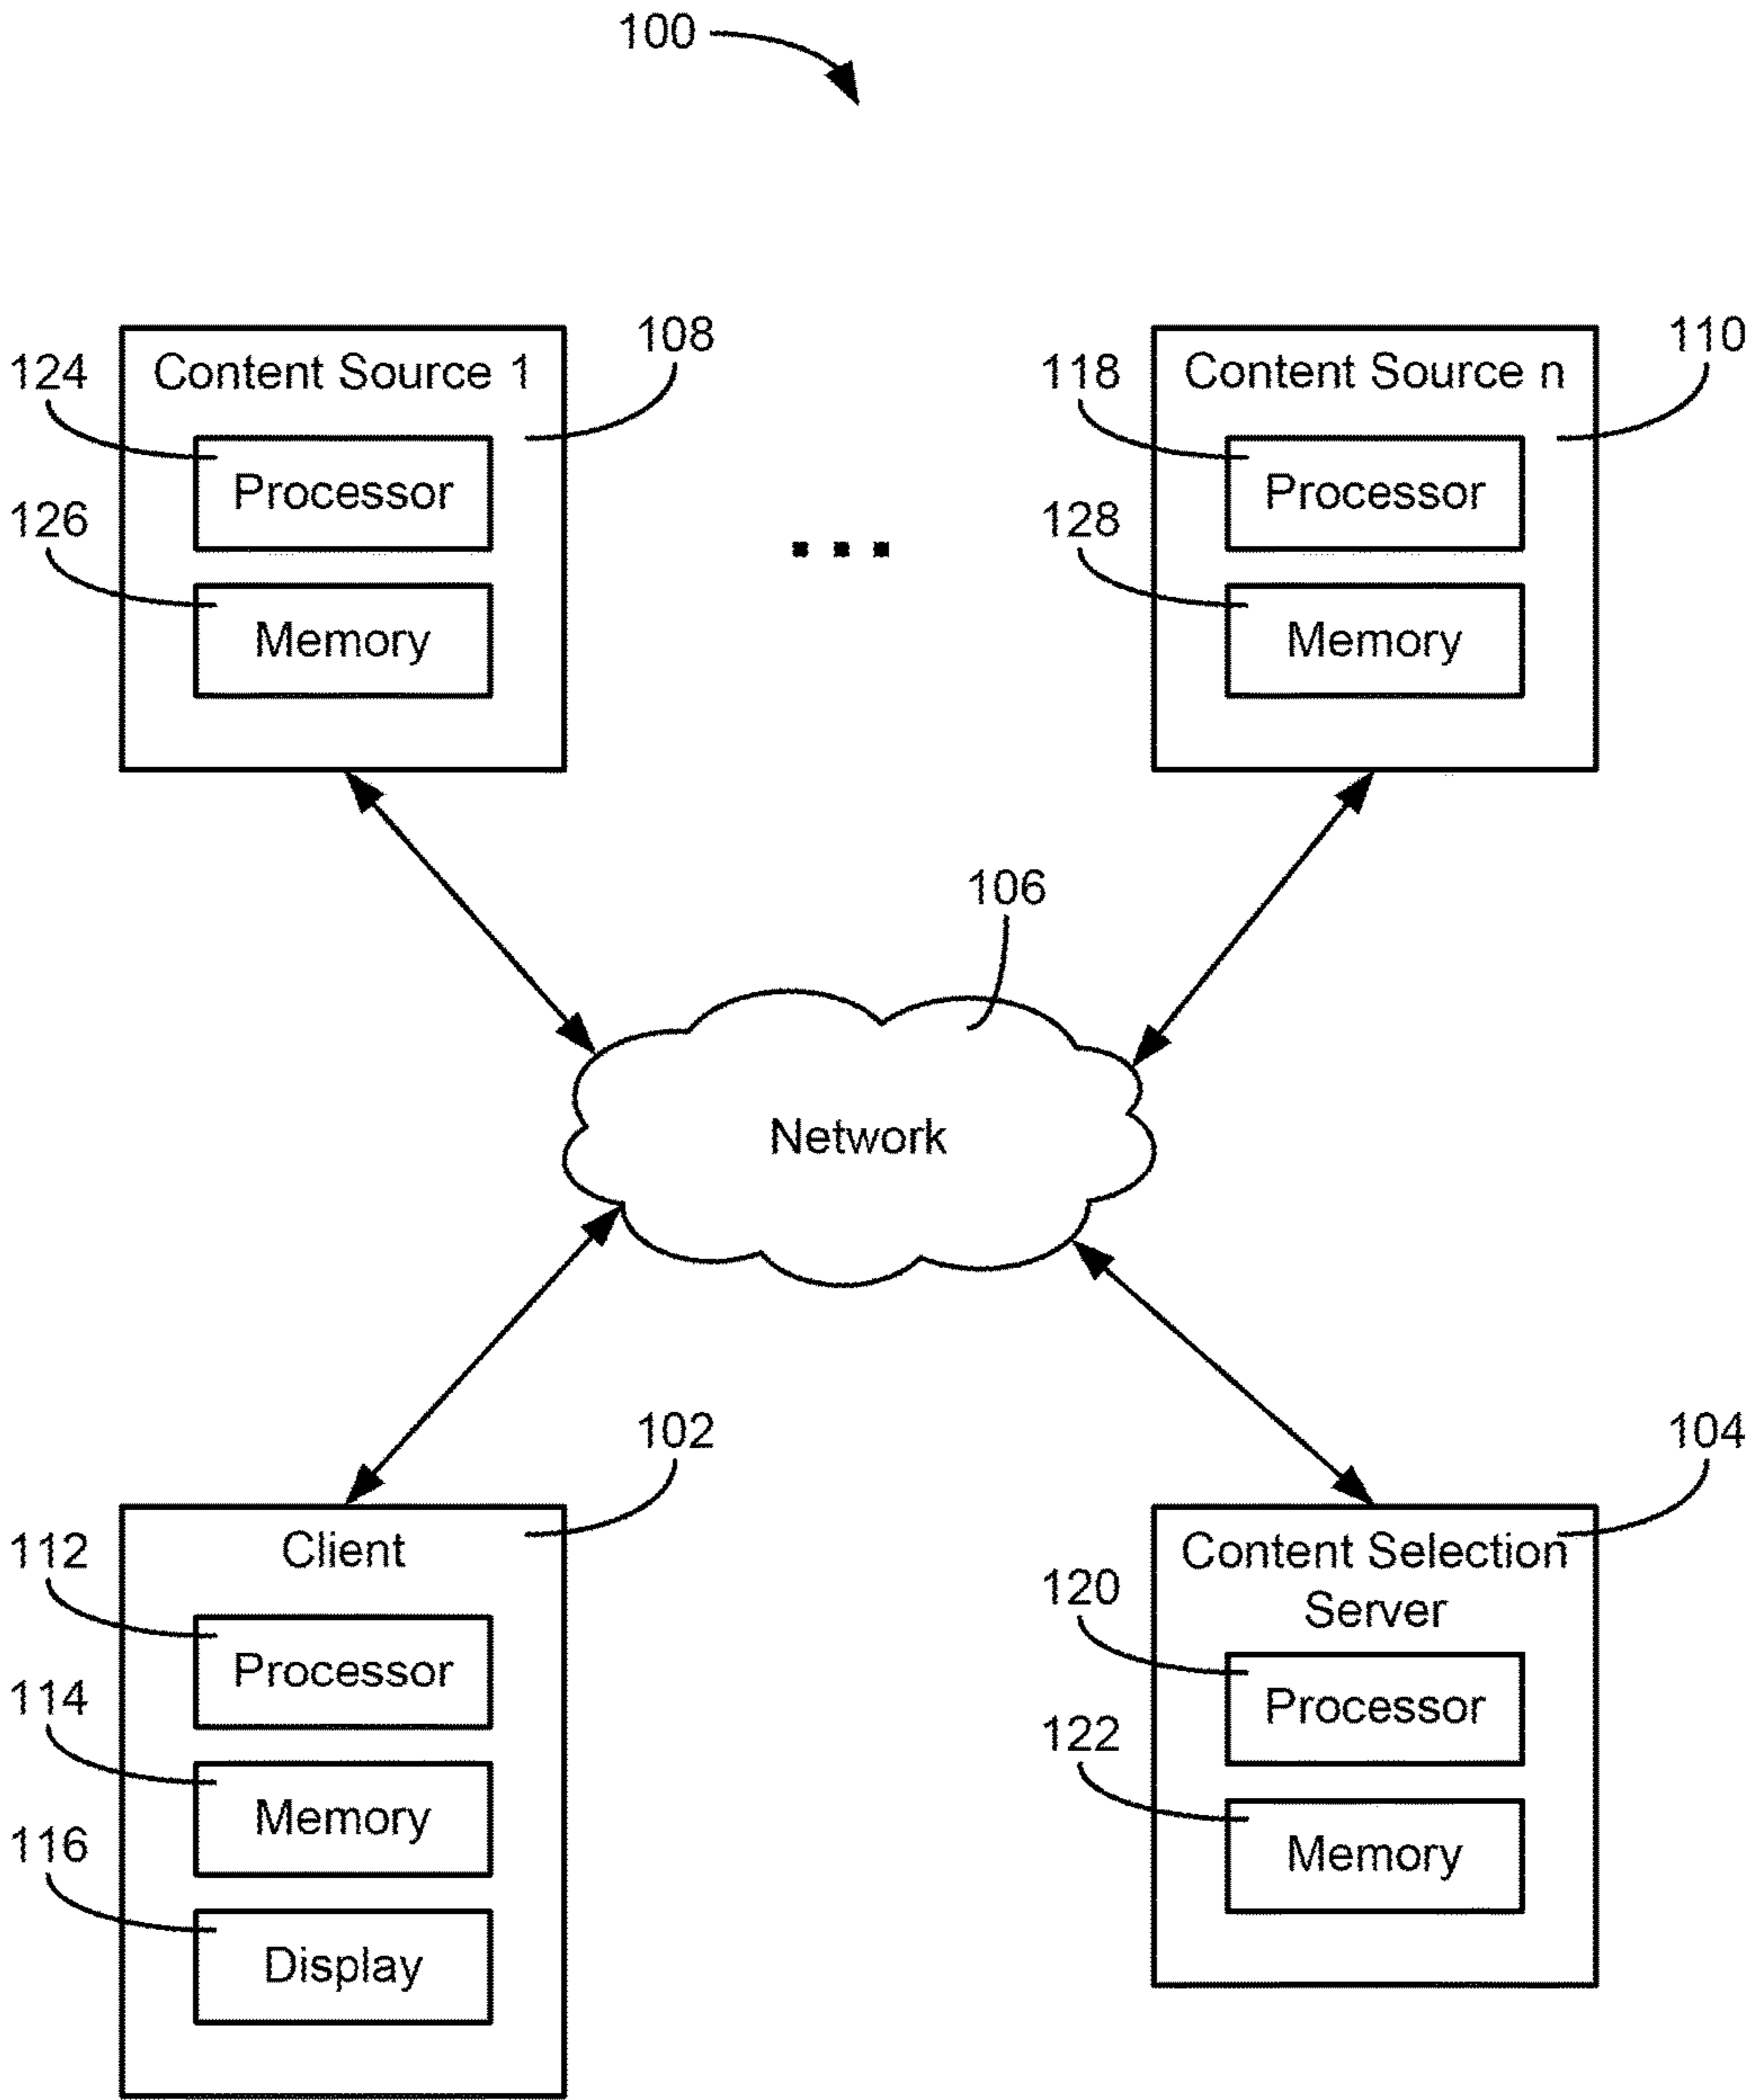 100
108
110
124
Content Source 1
118
Content Source n
Processor
Processor
126
128
...
Memory
Memory
106
Network
102
104
112
Client
Content Selection
Server
120
Processor
Processor
114
122
Memory
Memory
116
Display